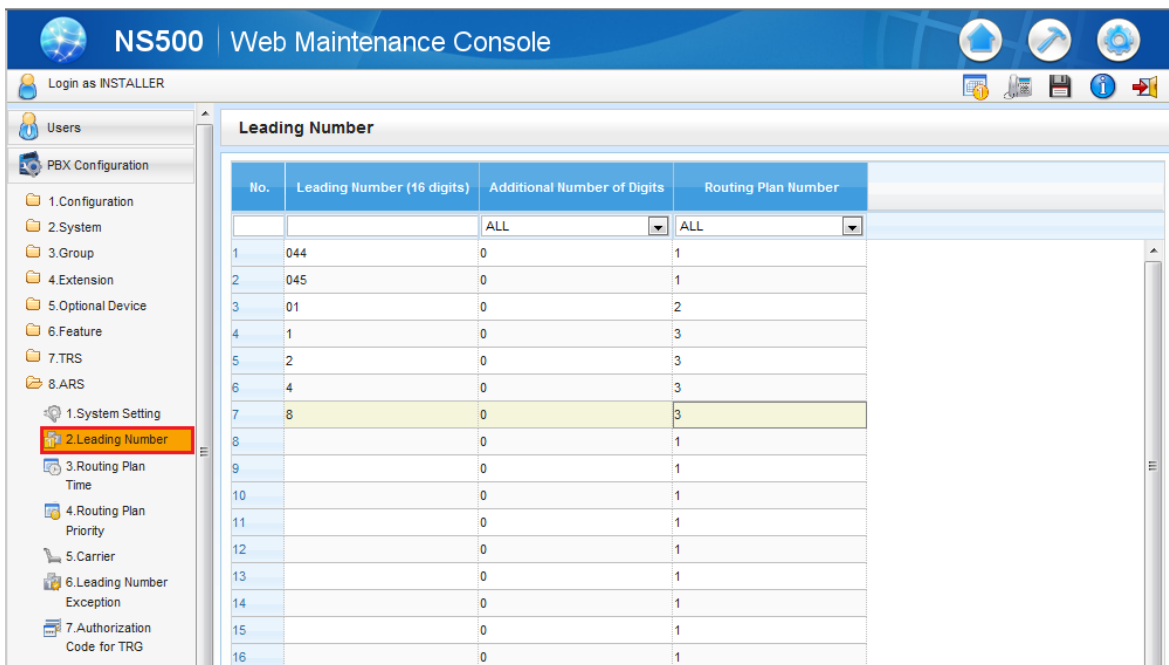 NS500 Web Maintenance Console
Login as INSTALLER
Users
PBX Configuration
1.Configuration
2.System
3.Group
4.Extension
5.Optional Device
6.Feature
7.TRS
8.ARS
1.System Setting
2.Leading Number
3.Routing Plan
Time
4.Routing Plan
Priority
5.Carrier
6.Leading Number
Exception
7.Authorization
Code for TRG
Leading Number
No. Leading Number (16 digits) Additional Number of Digits Routing Plan Number
ALL ALL
1 044 0 1
2 045 0 1
3 01 0 2
4 1 0 3
5 2 0 3
6 4 0 3
7 8 0 3
8 0 1
9 0 1
10 0 1
11 0 1
12 0 1
13 0 1
14 0 1
15 0 1
16 0 1